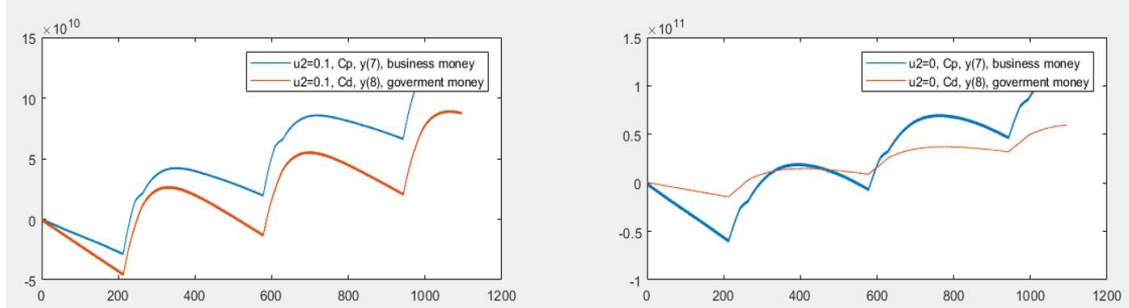 ×10^10
15
10
5
0
-5
0 200 400 600 800 1000 1200
u2=0.1, Cp, y(7), business money
u2=0.1, Cd, y(8), goverment money
×10^11
1.5
1
0.5
0
-0.5
-1
0 200 400 600 800 1000 1200
u2=0, Cp, y(7), business money
u2=0, Cd, y(8), goverment money